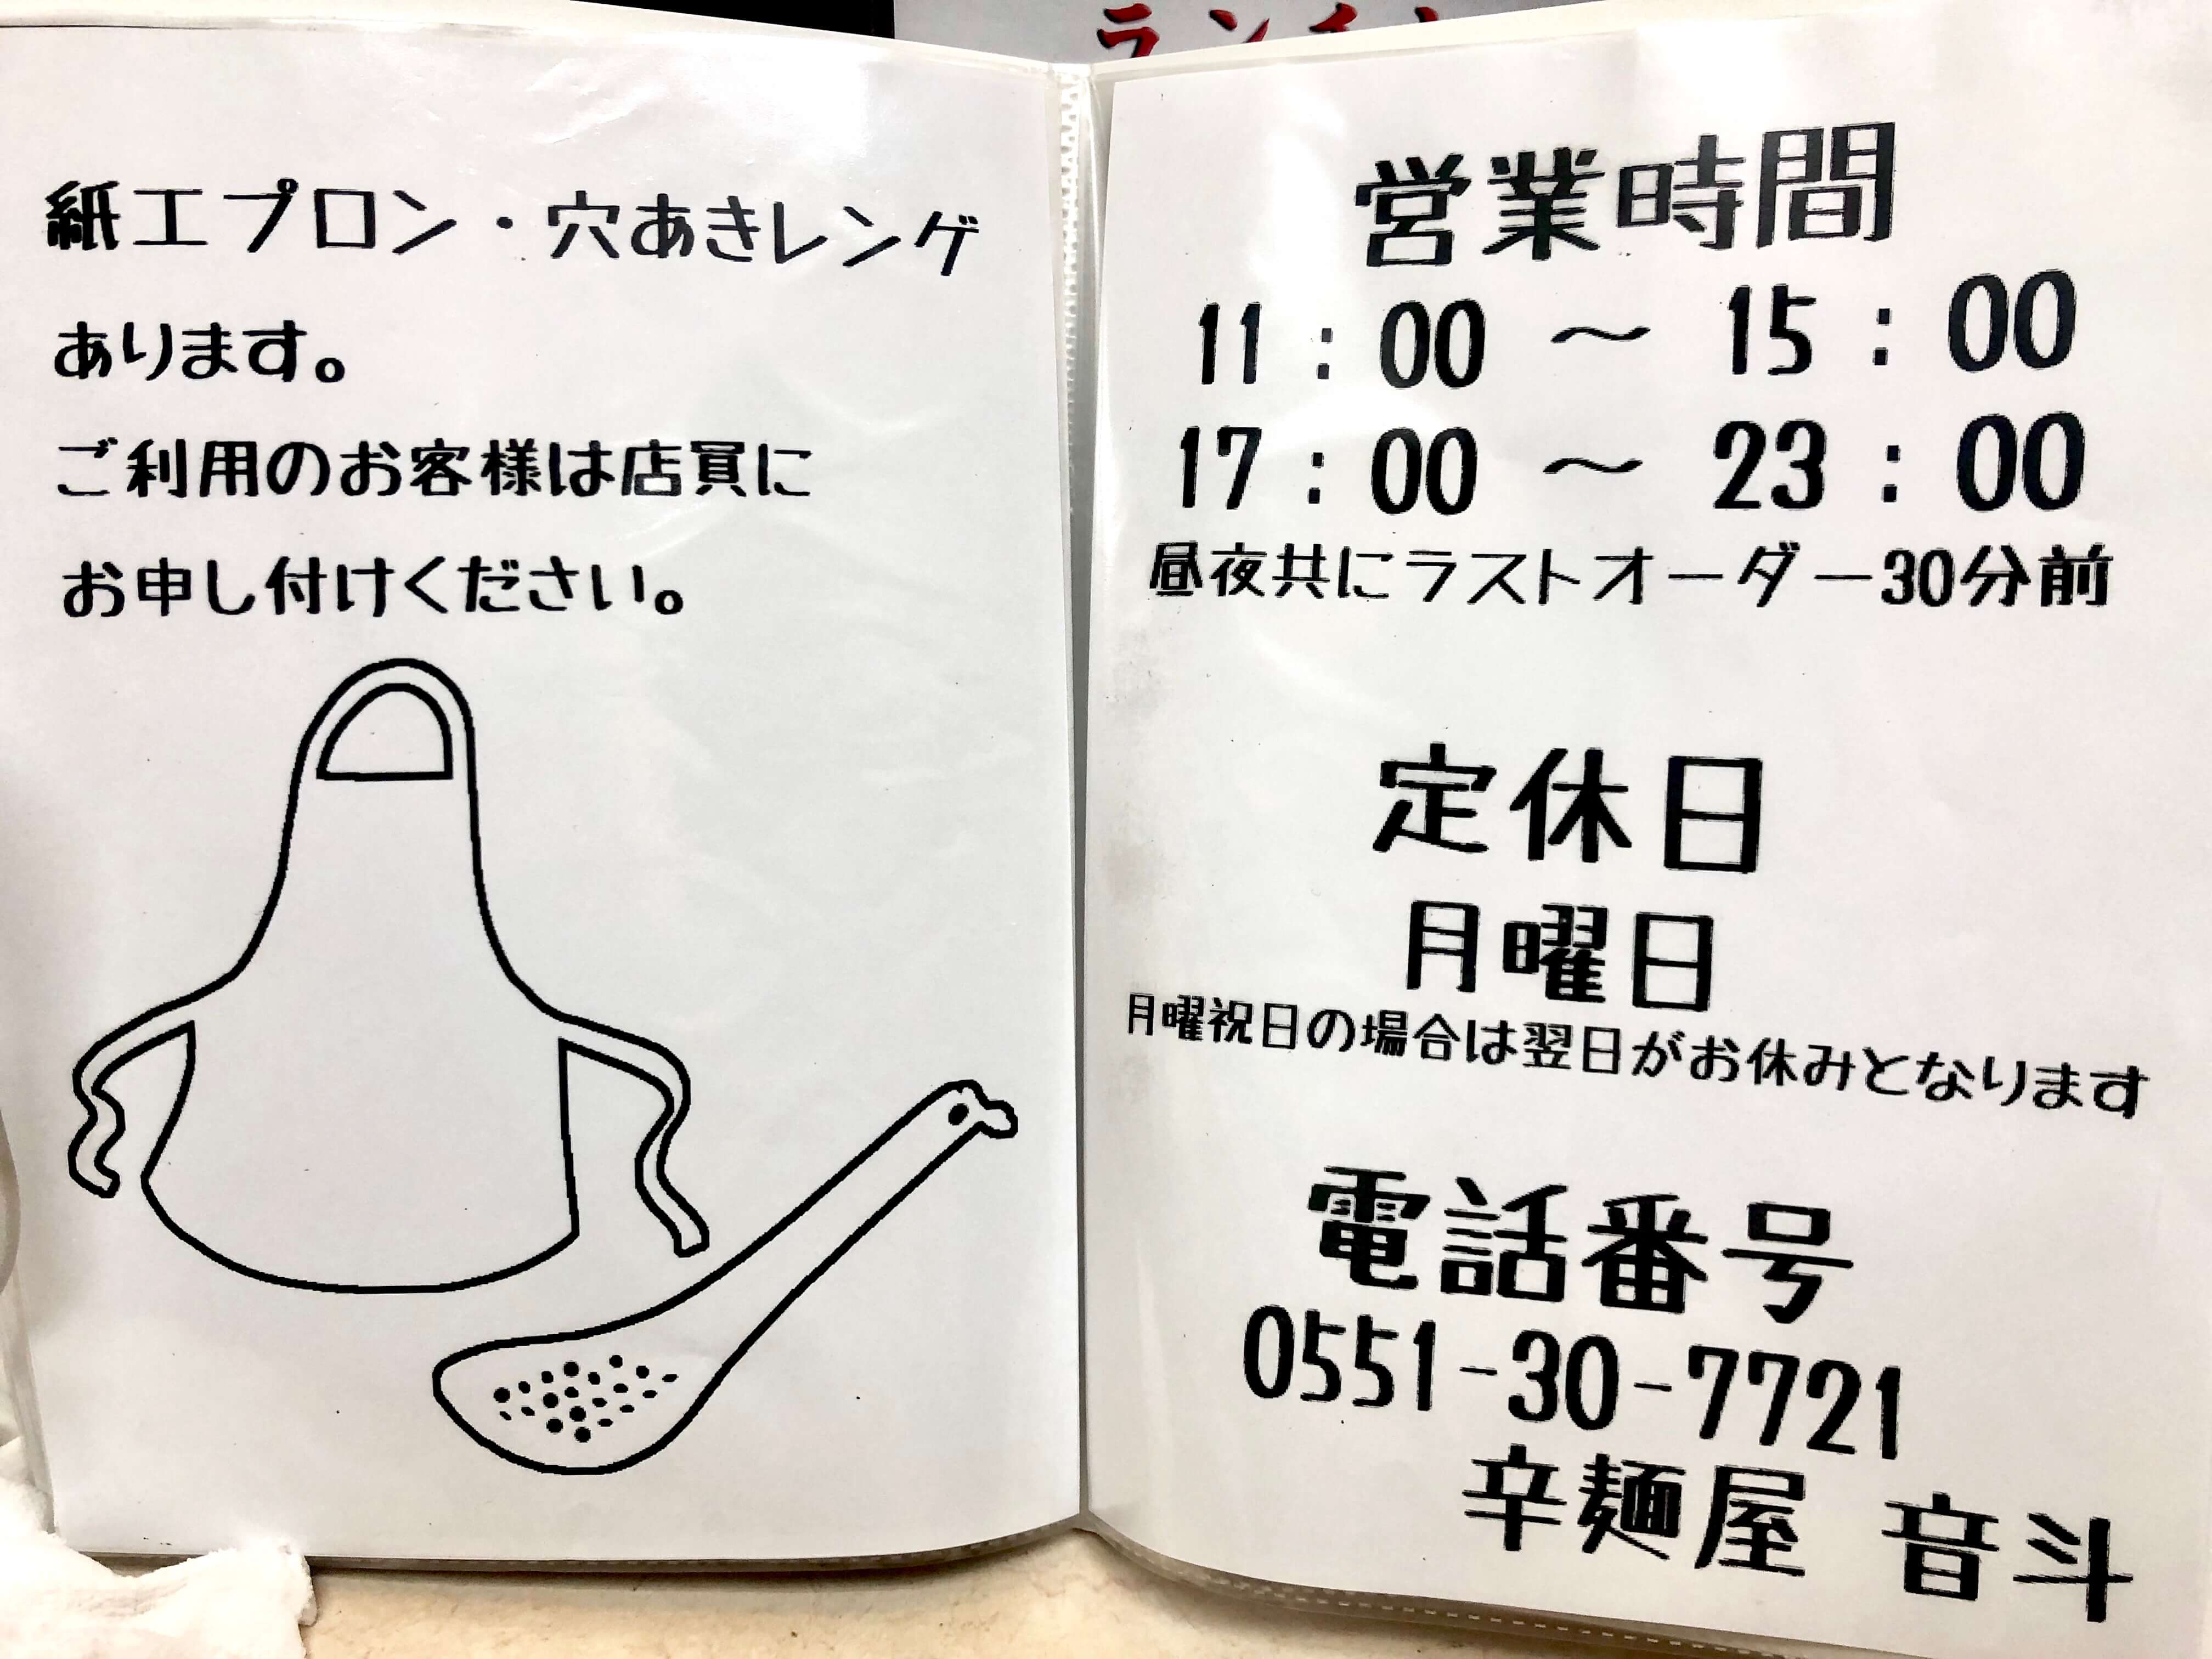 紙エプロン・穴あきレンゲ
あります。
ご利用のお客様は店員に
お申し付けください。
営業時間
11：00 ～ 15：00
17：00 ～ 23：00
昼夜共にラストオーダー30分前
定休日
月曜日
月曜祝日の場合は翌日がお休みとなります
電話番号
0551-30-7721
辛麺屋 音斗